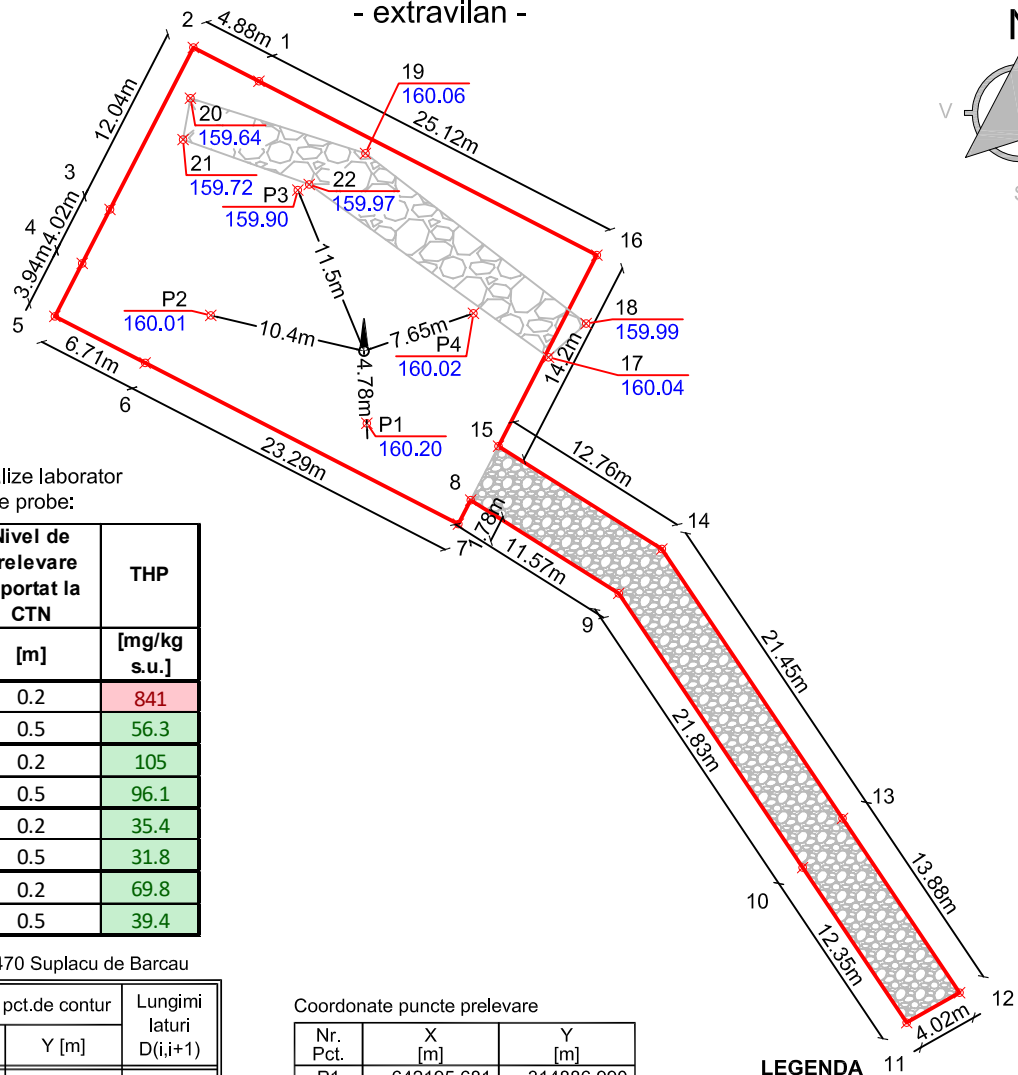 - extravilan -
N
V
S
2
4.88m
1
25.12m
19
160.06
12.04m
20
159.64
21
159.72
22
159.97
P3
159.90
3
4.02m
4
3.94m
5
11.5m
16
P2
160.01
10.4m
7.65m
P4
160.02
18
159.99
14.2m
17
160.04
6.71m
6
4.78m
P1
160.20
23.29m
15
12.76m
14
8
1.78m
7
11.57m
9
21.45m
21.83m
13
13.88m
10
12.35m
12
4.02m
11
lize laborator
e probe:
Nivel de
relevare
portat la
CTN
THP
[m]
[mg/kg
s.u.]
0.2 841
0.5 56.3
0.2 105
0.5 96.1
0.2 35.4
0.5 31.8
0.2 69.8
0.5 39.4
470 Suplacu de Barcau
pct.de contur
Y [m]
Lungimi
laturi
D(i,i+1)
Coordonate puncte prelevare
Nr.
Pct.
X
[m]
Y
[m]
LEGENDA